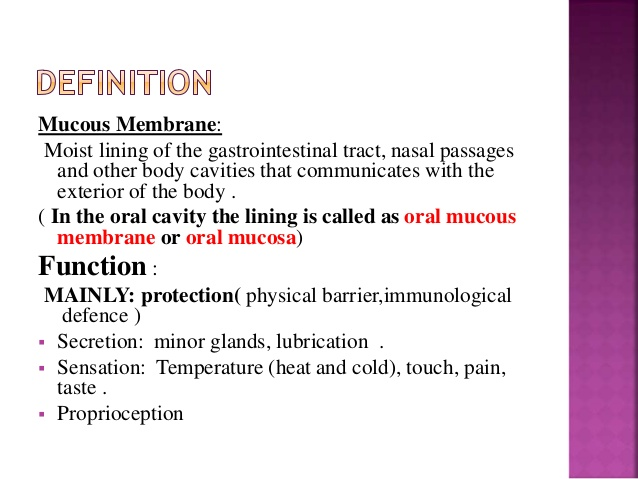 DEFINITION
Mucous Membrane:
Moist lining of the gastrointestinal tract, nasal passages
and other body cavities that communicates with the
exterior of the body .
( In the oral cavity the lining is called as oral mucous
membrane or oral mucosa)
Function :
MAINLY: protection( physical barrier,immunological
defence )
▪ Secretion: minor glands, lubrication .
▪ Sensation: Temperature (heat and cold), touch, pain,
taste .
▪ Proprioception